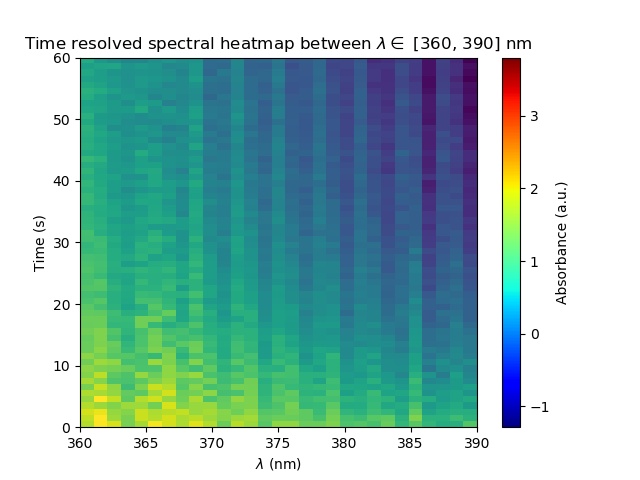 Time resolved spectral heatmap between λ ∈ [360, 390] nm
60
50
40
30
20
10
0
Time (s)
360 365 370 375 380 385 390
λ (nm)
3
2
1
0
−1
Absorbance (a.u.)